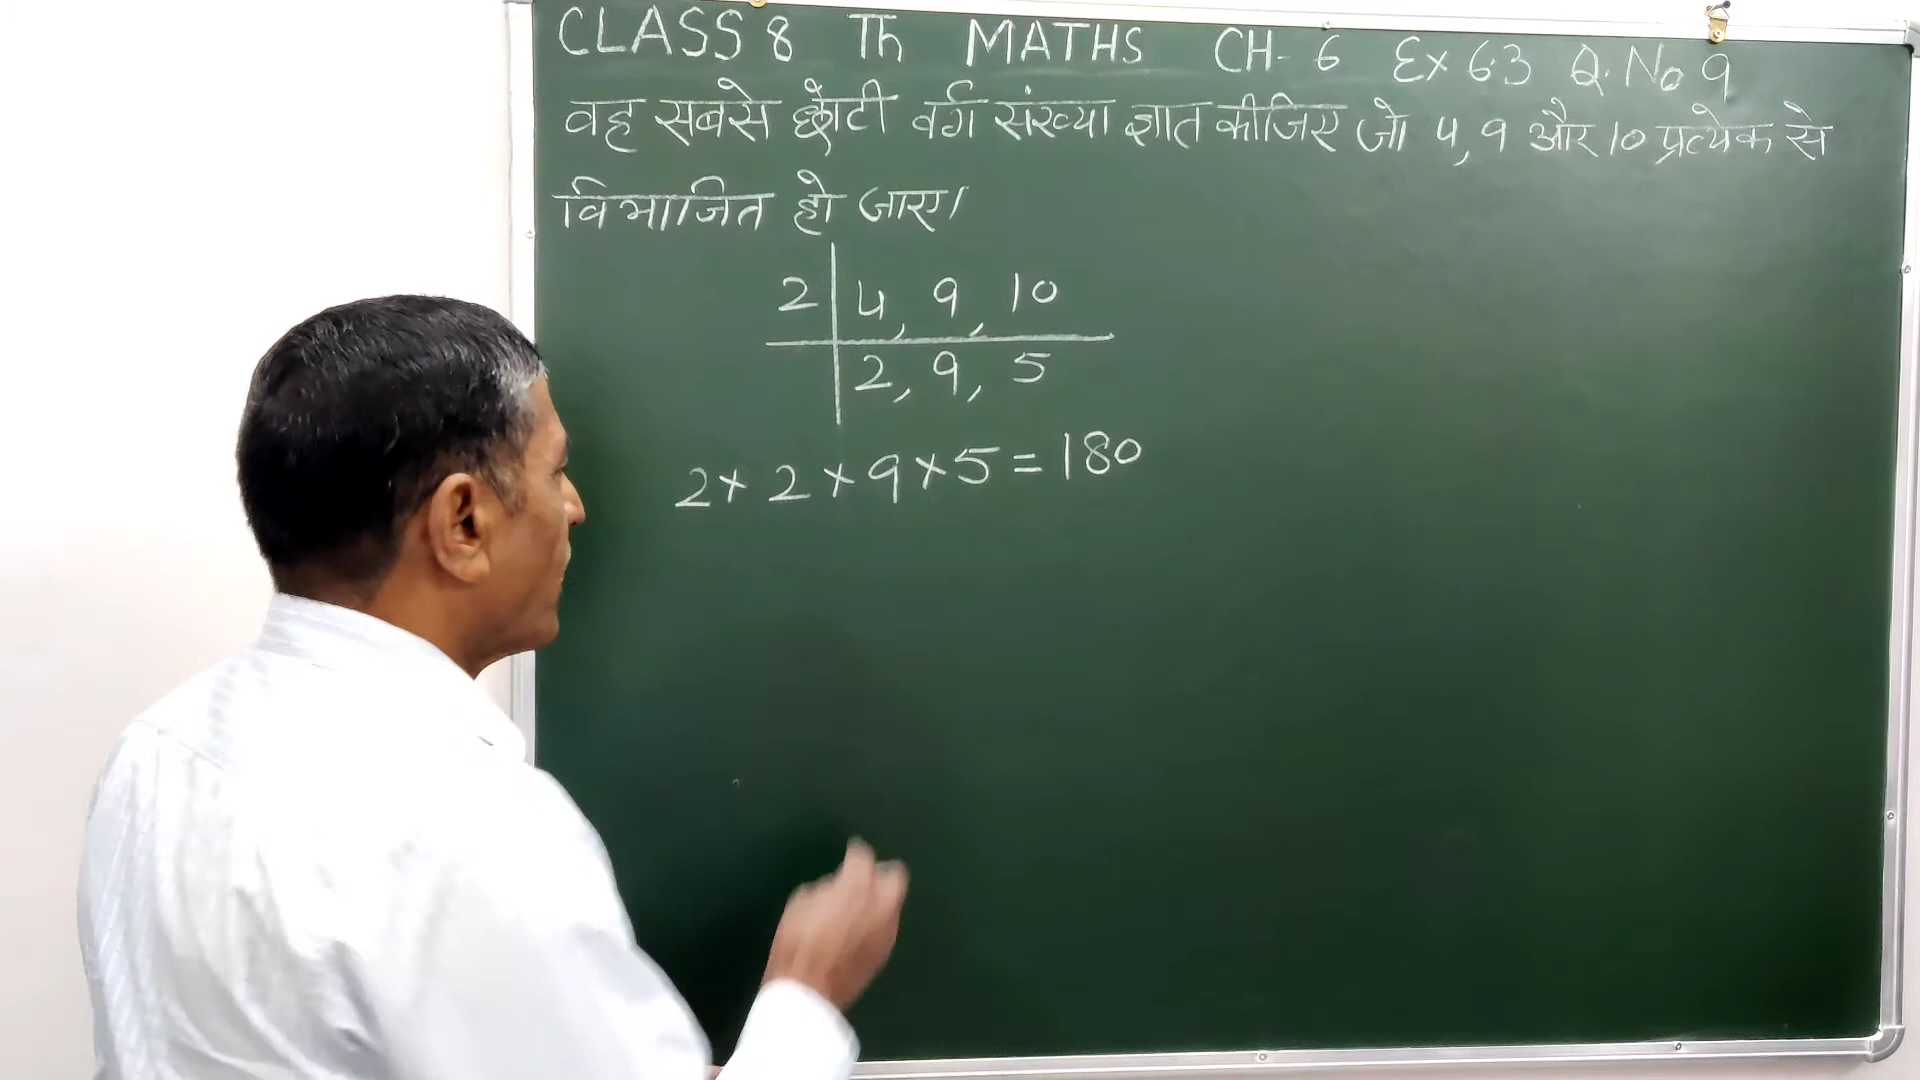 CLASS 8 Th MATHS CH- 6 Ex 6.3 Q. No 9
वह सबसे छोटी वर्ग संख्या ज्ञात कीजिए जो 4, 9 और 10 प्रत्येक से
विभाजित हो जाए।
2 | 4, 9, 10
2, 9, 5
2 × 2 × 9 × 5 = 180